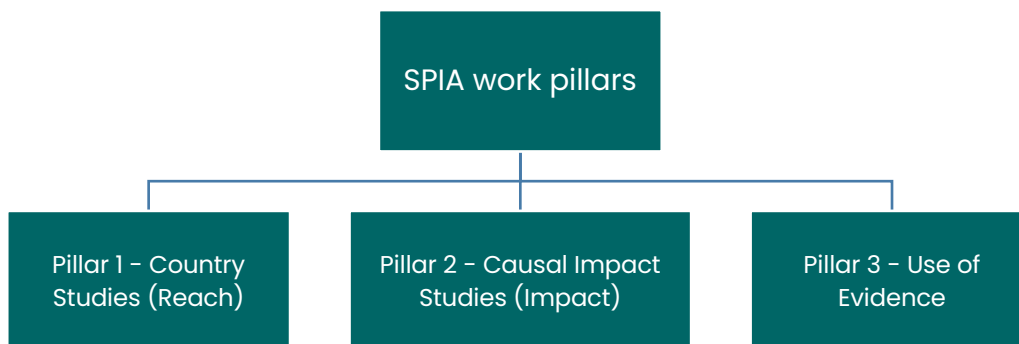 SPIA work pillars
Pillar 1 - Country
Studies (Reach)
Pillar 2 - Causal Impact
Studies (Impact)
Pillar 3 - Use of
Evidence